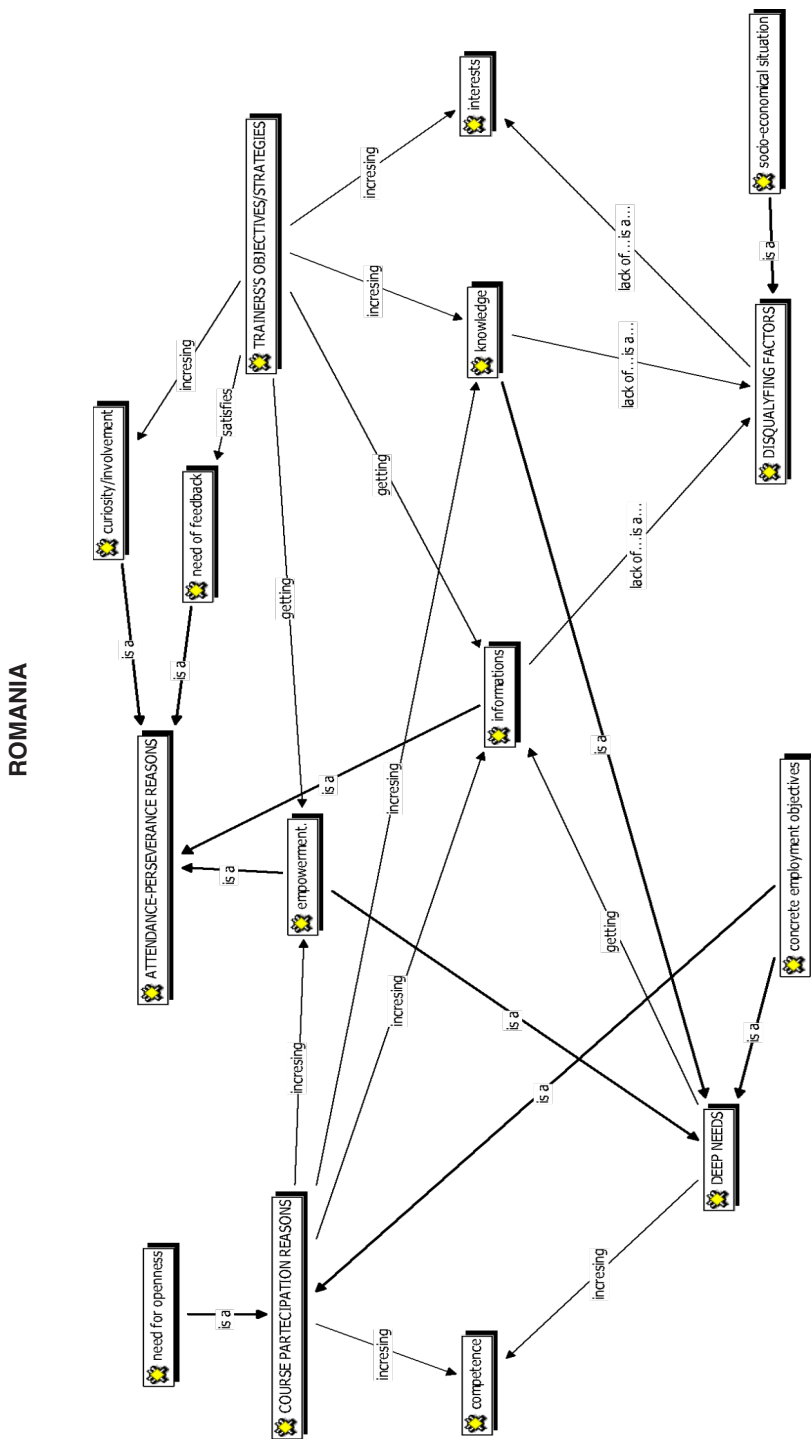 ROMANIA
need for openness
is a
COURSE PARTECIPATION REASONS
incresing
competence
incresing
incresing
incresing
incresing
ATTENDANCE-PERSEVERANCE REASONS
is a
is a
is a
is a
curiosity/involvement
need of feedback
empowerment.
informations
is a
is a
is a
DEEP NEEDS
is a
concrete employment objectives
getting
getting
getting
satisfies
incresing
TRAINERS'S OBJECTIVES/STRATEGIES
incresing
incresing
knowledge
interests
lack of...is a...
lack of...is a...
lack of...is a...
DISQUALYFING FACTORS
is a
socio-economical situation